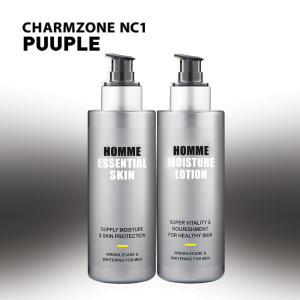 CHARMZONE NC1
PUUPLE
HOMME
ESSENTIAL
SKIN
SUPPLY MOISTURE
& SKIN PROTECTION
WRINKLECARE &
WHITENING FOR MEN
HOMME
MOISTURE
LOTION
SUPER VITALITY &
NOURISHMENT
FOR HEALTHY SKIN
WRINKLECARE &
WHITENING FOR MEN